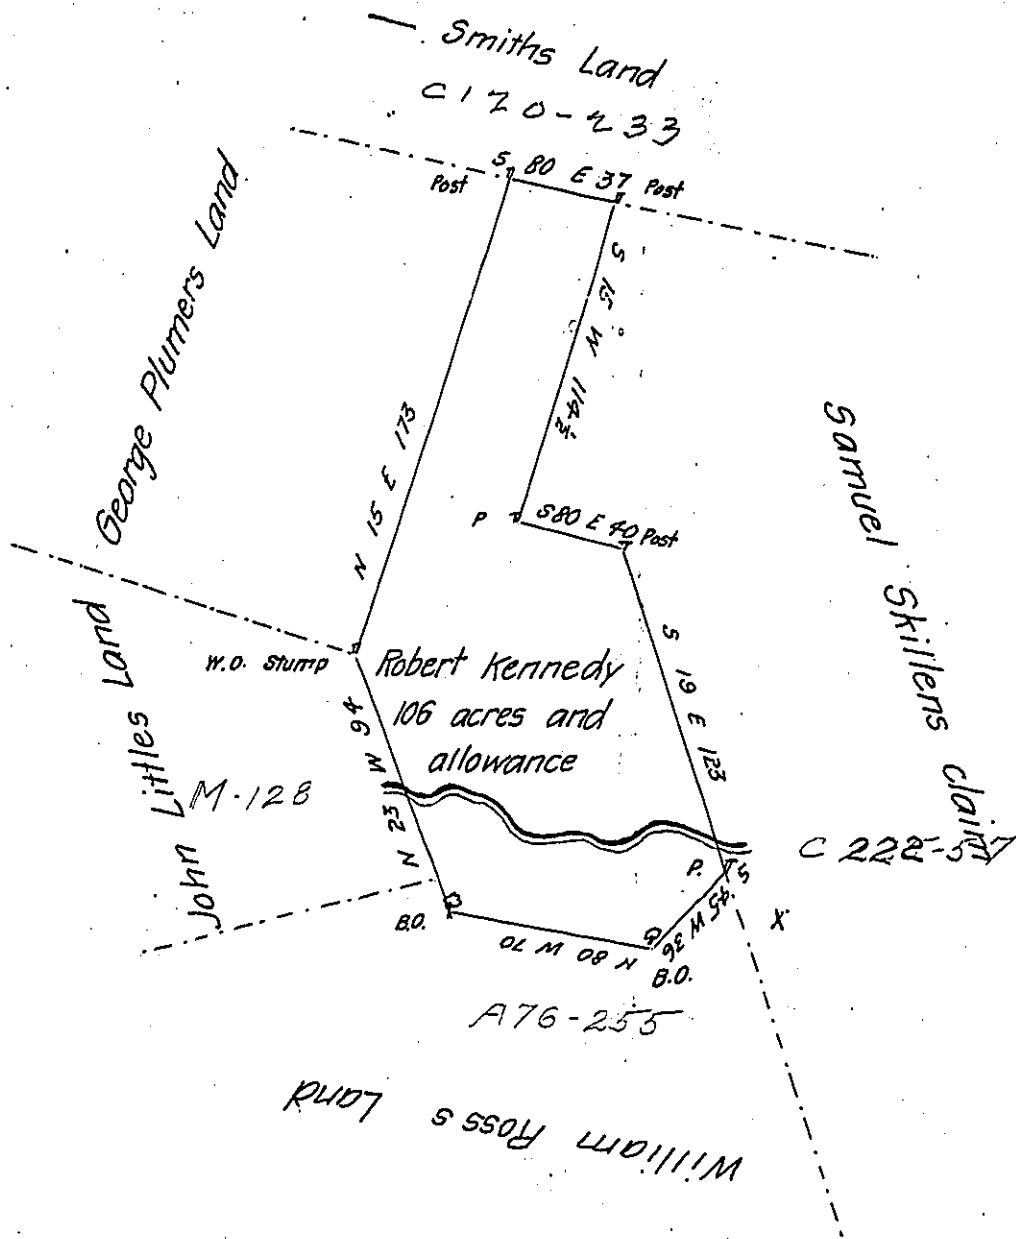 Smiths Land
C120-233
S 80 E 37
Post
Post
George Plumers Land
S 15 W 114½
N 15 E 173
Samuel Skillens claim
P
S80 E 40
Post
W.O. Stump
Robert Kennedy
106 acres and
allowance
S 19 E 123
John Littles Land
M-128
N 23 W 94
C 222-57
P.
S 45 W 36
X
B.O.
N 80 W 70
B.O.
A76-255
William Ross s Land